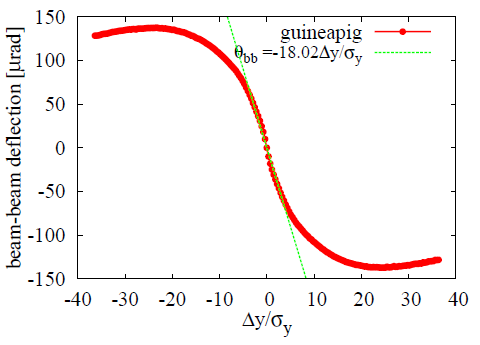 150
100
50
0
-50
-100
-150
-40 -30 -20 -10 0 10 20 30 40
beam-beam deflection [μrad]
Δy/σy
guineapig
θbb =-18.02Δy/σy